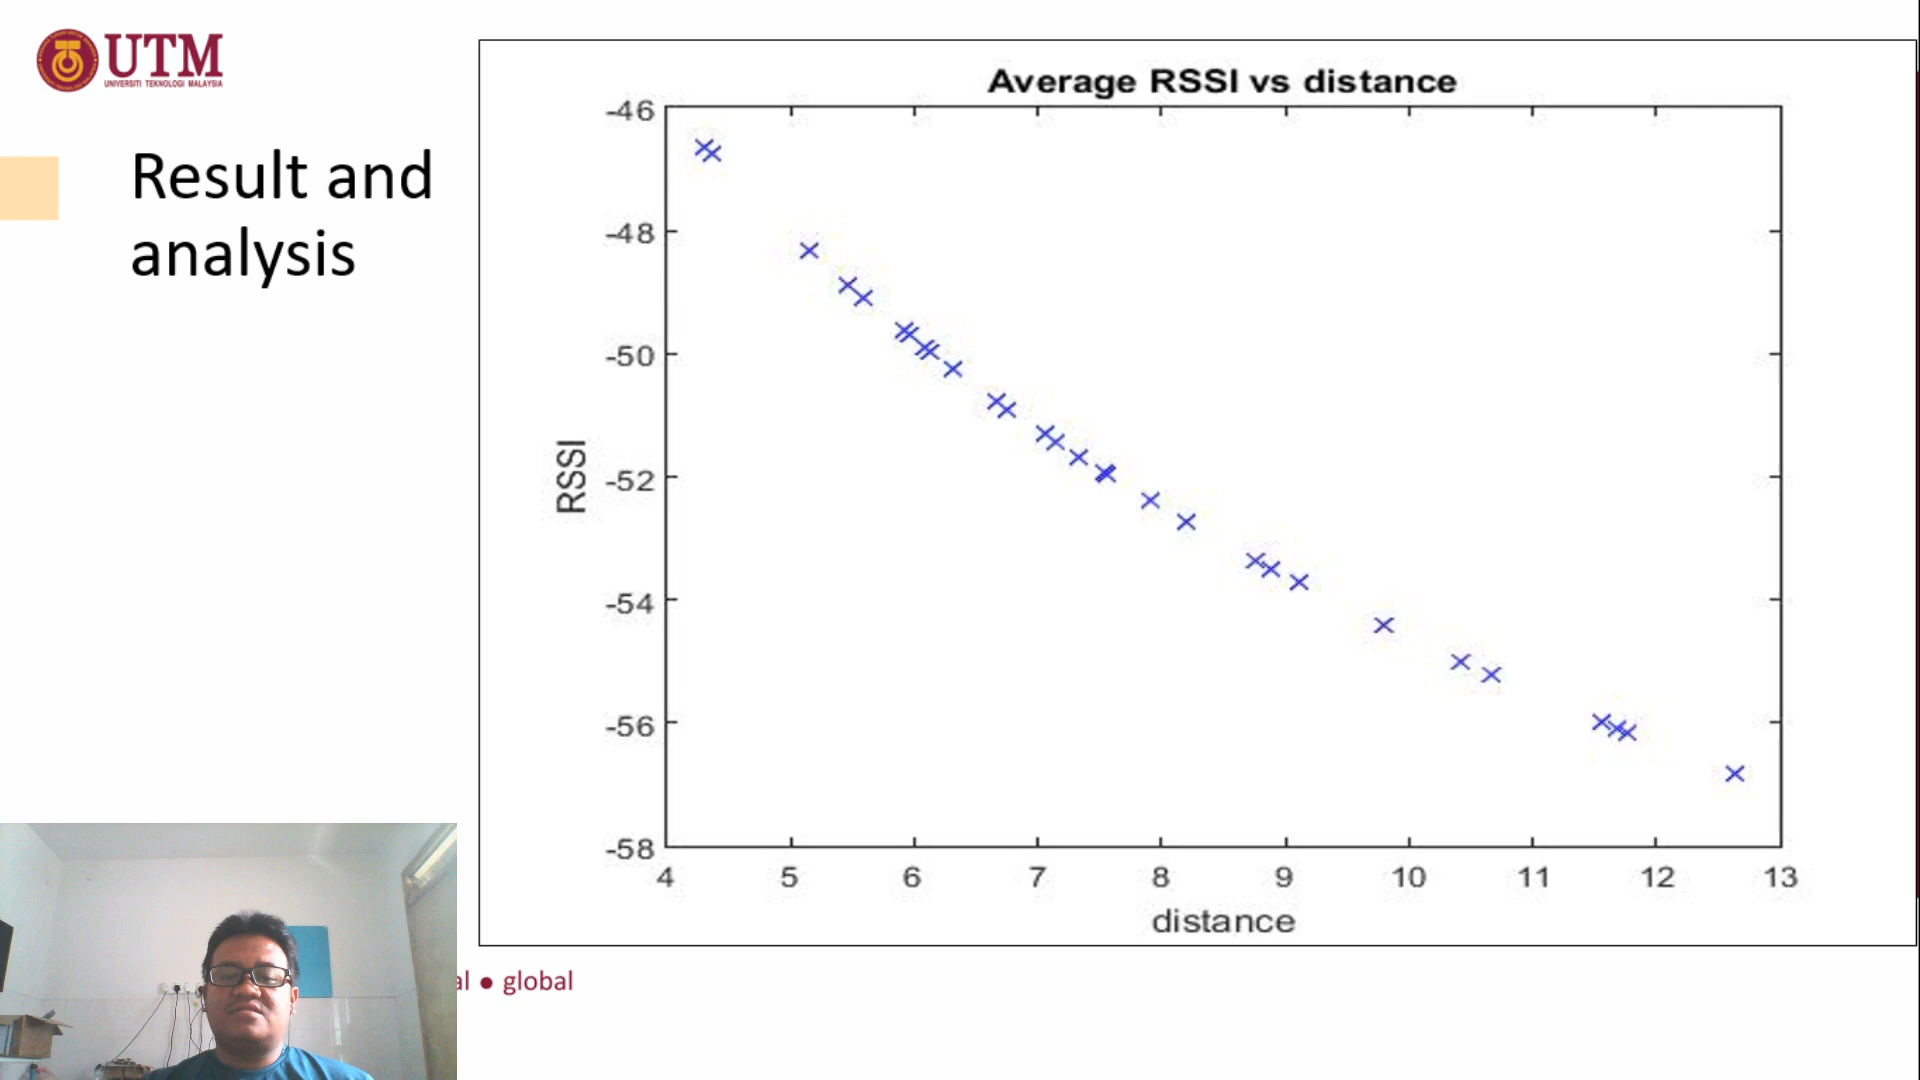 UTM
UNIVERSITI TEKNOLOGI MALAYSIA
Result and
analysis
Average RSSI vs distance
-46
-48
-50
-52
-54
-56
-58
RSSI
4 5 6 7 8 9 10 11 12 13
distance
al ● global